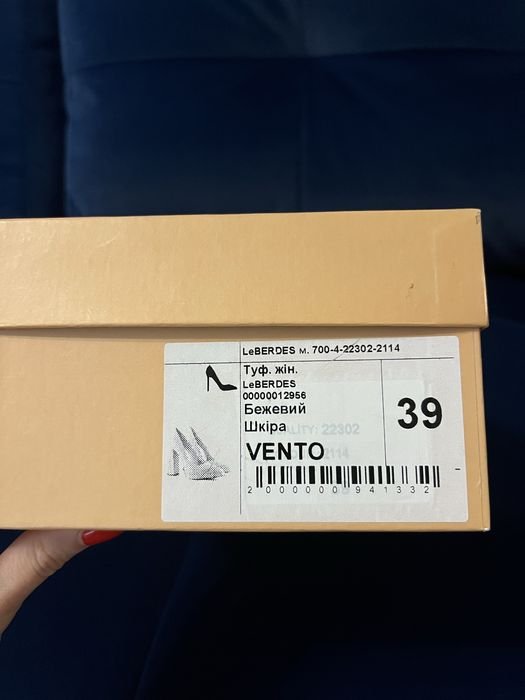 LeBERDES м. 700-4-22302-2114
Туф. жін.
LeBERDES
00000012956
Бежевий
Шкіра
39
VENTO
2000000941332